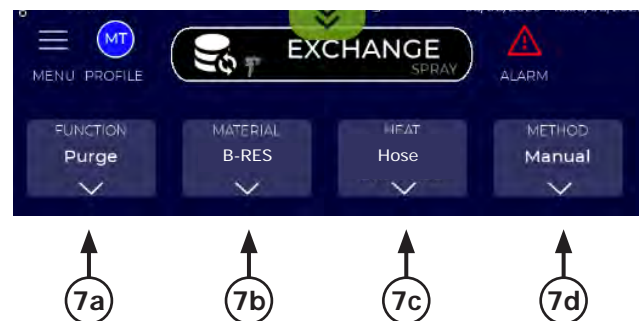 EXCHANGE
SPRAY
MT
MENU PROFILE
ALARM
FUNCTION MATERIAL HEAT METHOD
Purge B-RES Hose Manual
7a 7b 7c 7d